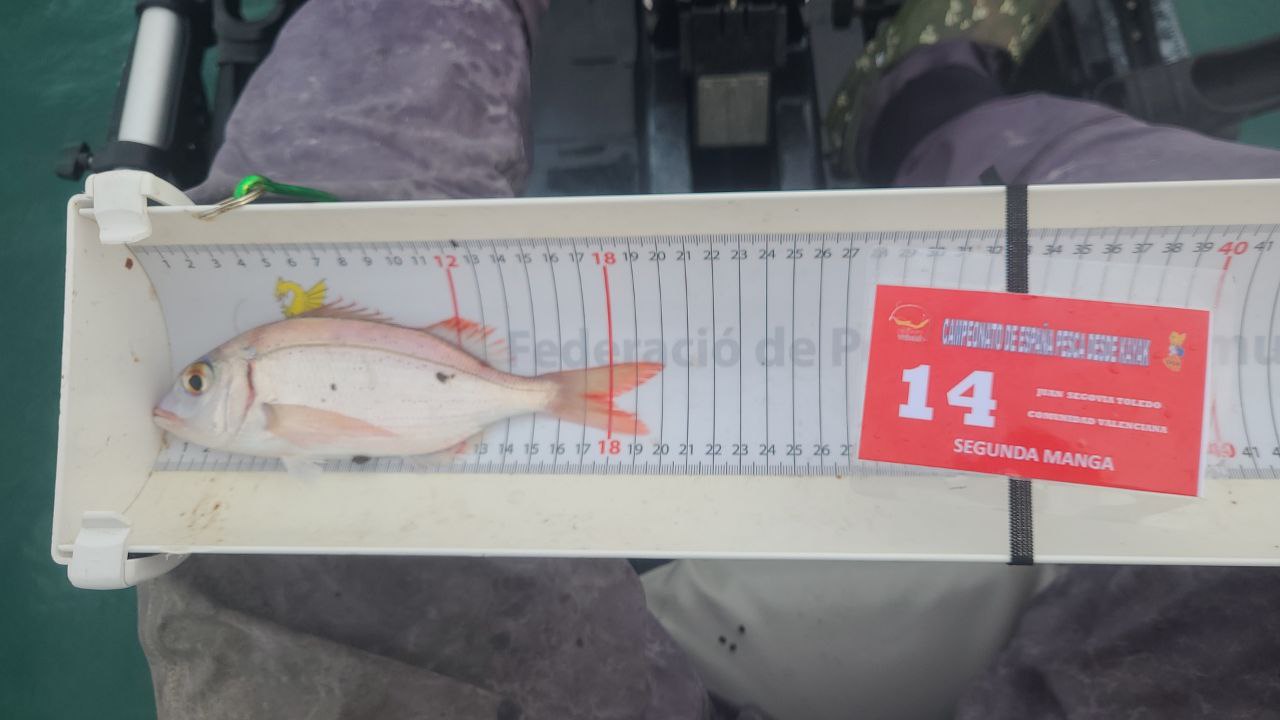 1 2 3 4 5 6 7 8 9 10 11 12 13 14 15 16 17 18 19 20 21 22 23 24 25 26 27 34 35 36 37 38 39 40 41
Federació de P
CAMPEONATO DE ESPAÑA PESCA DESDE KAYAK
14
JUAN SEGOVIA TOLEDO
COMUNIDAD VALENCIANA
SEGUNDA MANGA
1 2 13 14 15 16 17 18 19 20 21 22 23 24 25 26 40 41